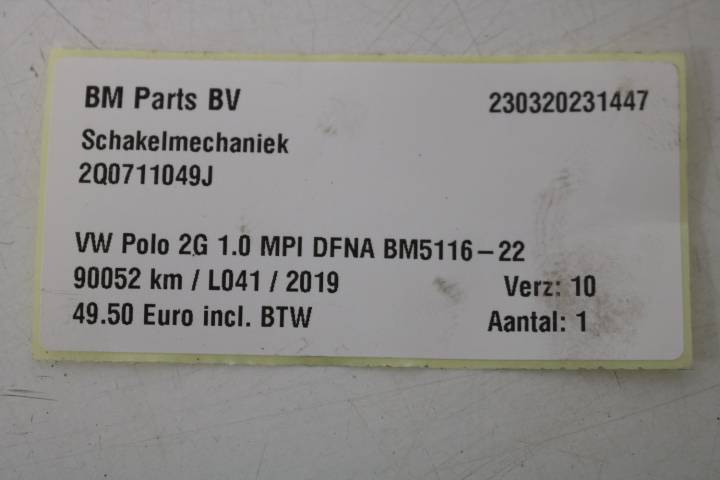 BM Parts BV 230320231447
Schakelmechaniek
2Q0711049J
VW Polo 2G 1.0 MPI DFNA BM5116-22
90052 km / L041 / 2019 Verz: 10
49.50 Euro incl. BTW Aantal: 1